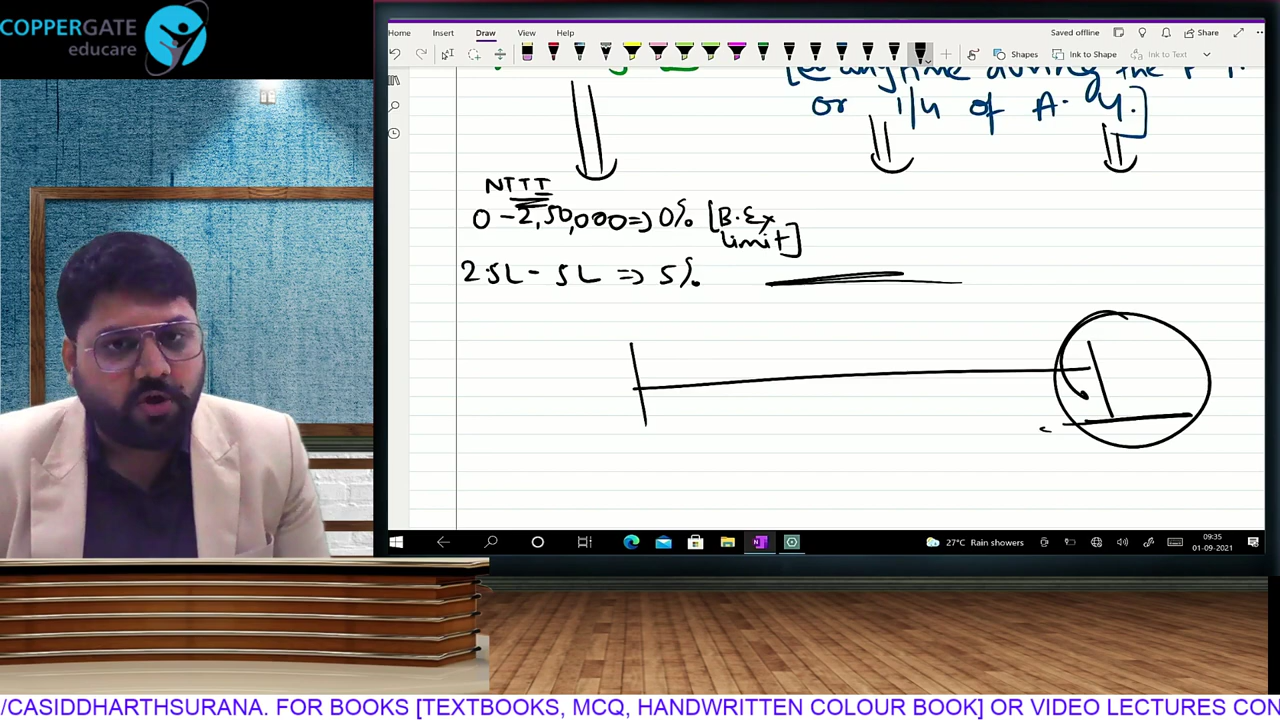 COPPERGATE
educare
Home Insert Draw View Help
Saved offline
Share
Shapes
Ink to Shape
Ink to Text
during the P.Y.
or 1/4 of A.Y.]
NTTI
0 - 2,50,000 => 0% [B.Ex
limit]
2.5L - 5L => 5%
27°C Rain showers
09:35
01-09-2021
/CASIDDHARTHSURANA. FOR BOOKS [TEXTBOOKS, MCQ, HANDWRITTEN COLOUR BOOK] OR VIDEO LECTURES CON